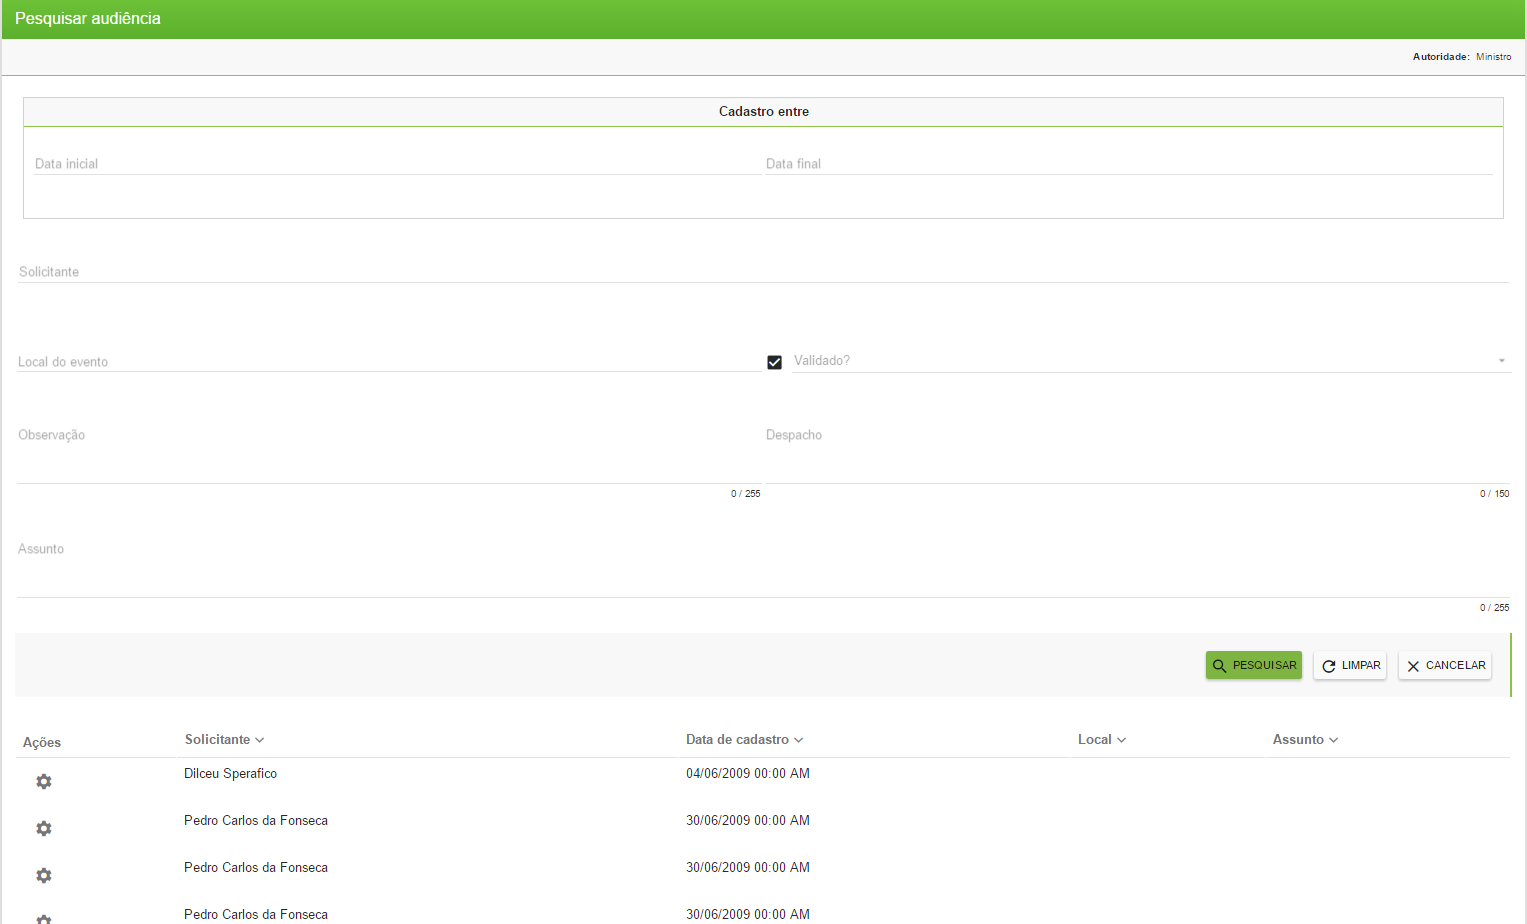 Pesquisar audiência
Autoridade: Ministro
Cadastro entre
Data inicial Data final
Solicitante
Local do evento Validado?
Observação Despacho
0 / 255 0 / 150
Assunto
0 / 255
PESQUISAR LIMPAR CANCELAR
Ações Solicitante Data de cadastro Local Assunto
Dilceu Sperafico 04/06/2009 00:00 AM
Pedro Carlos da Fonseca 30/06/2009 00:00 AM
Pedro Carlos da Fonseca 30/06/2009 00:00 AM
Pedro Carlos da Fonseca 30/06/2009 00:00 AM